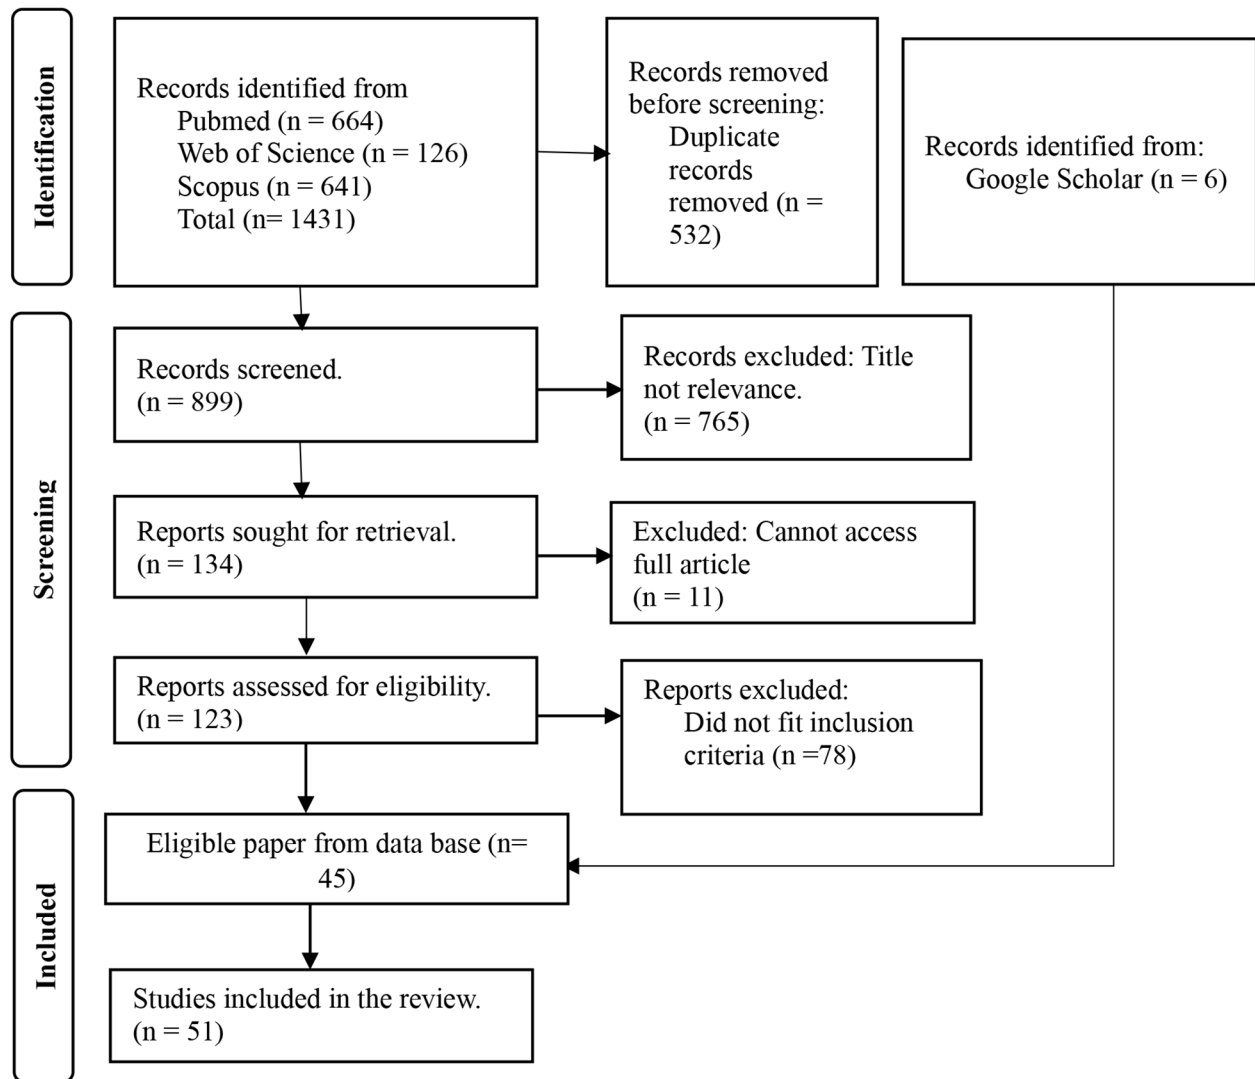 Identification
Records identified from
Pubmed (n = 664)
Web of Science (n = 126)
Scopus (n = 641)
Total (n= 1431)
Records removed
before screening:
Duplicate
records
removed (n =
532)
Records identified from:
Google Scholar (n = 6)
Screening
Records screened.
(n = 899)
Records excluded: Title
not relevance.
(n = 765)
Reports sought for retrieval.
(n = 134)
Excluded: Cannot access
full article
(n = 11)
Reports assessed for eligibility.
(n = 123)
Reports excluded:
Did not fit inclusion
criteria (n =78)
Included
Eligible paper from data base (n=
45)
Studies included in the review.
(n = 51)